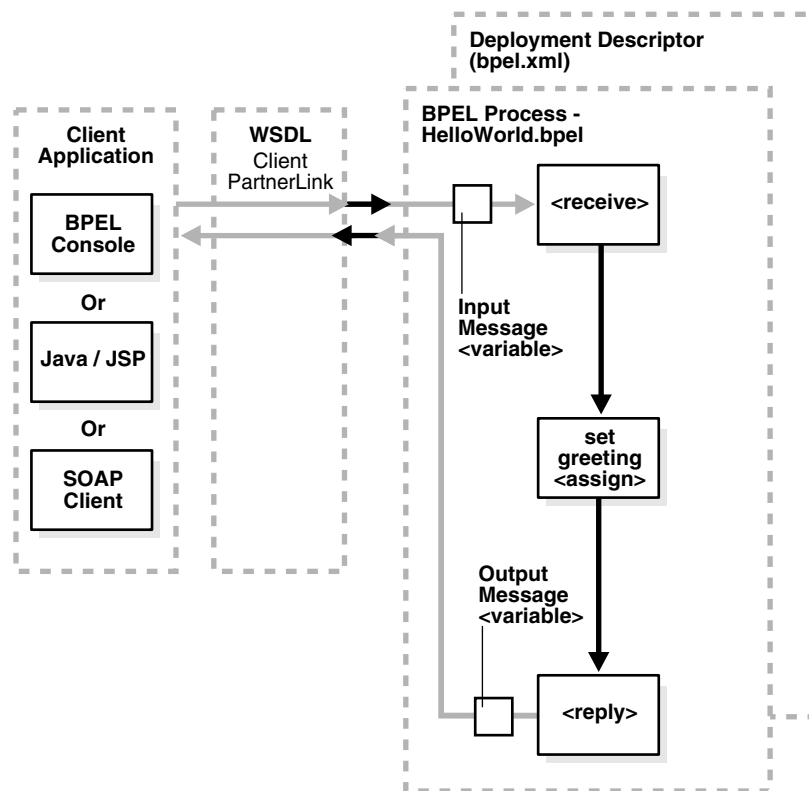 Deployment Descriptor
(bpel.xml)
BPEL Process -
HelloWorld.bpel
Client
Application
WSDL
Client
PartnerLink
BPEL
Console
Or
Java / JSP
Or
SOAP
Client
<receive>
Input
Message
<variable>
set
greeting
<assign>
Output
Message
<variable>
<reply>